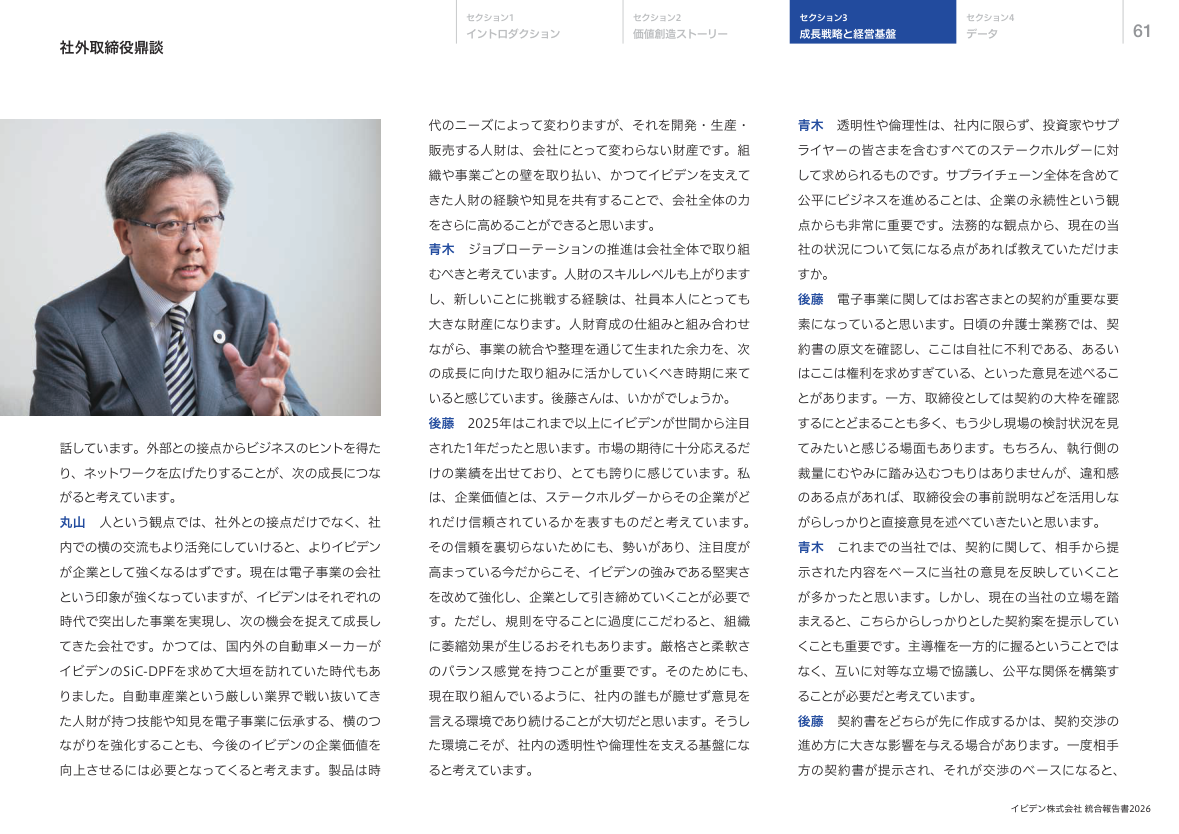 社外取締役鼎談
セクション1
イントロダクション
セクション2
価値創造ストーリー
セクション3
成長戦略と経営基盤
セクション4
データ
61
話しています。外部との接点からビジネスのヒントを得た
り、ネットワークを広げたりすることが、次の成長につな
がると考えています。
丸山　人という観点では、社外との接点だけでなく、社
内での横の交流もより活発にしていけると、よりイビデン
が企業として強くなるはずです。現在は電子事業の会社
という印象が強くなっていますが、イビデンはそれぞれの
時代で突出した事業を実現し、次の機会を捉えて成長し
てきた会社です。かつては、国内外の自動車メーカーが
イビデンのSiC-DPFを求めて大垣を訪れていた時代もあ
りました。自動車産業という厳しい業界で戦い抜いてき
た人財が持つ技能や知見を電子事業に伝承する、横のつ
ながりを強化することも、今後のイビデンの企業価値を
向上させるには必要となってくると考えます。製品は時
代のニーズによって変わりますが、それを開発・生産・
販売する人財は、会社にとって変わらない財産です。組
織や事業ごとの壁を取り払い、かつてイビデンを支えて
きた人財の経験や知見を共有することで、会社全体の力
をさらに高めることができると思います。
青木　ジョブローテーションの推進は会社全体で取り組
むべきと考えています。人財のスキルレベルも上がります
し、新しいことに挑戦する経験は、社員本人にとっても
大きな財産になります。人財育成の仕組みと組み合わせ
ながら、事業の統合や整理を通じて生まれた余力を、次
の成長に向けた取り組みに活かしていくべき時期に来て
いると感じています。後藤さんは、いかがでしょうか。
後藤　2025年はこれまで以上にイビデンが世間から注目
された1年だったと思います。市場の期待に十分応えるだ
けの業績を出せており、とても誇りに感じています。私
は、企業価値とは、ステークホルダーからその企業がど
れだけ信頼されているかを表すものだと考えています。
その信頼を裏切らないためにも、勢いがあり、注目度が
高まっている今だからこそ、イビデンの強みである堅実さ
を改めて強化し、企業として引き締めていくことが必要で
す。ただし、規則を守ることに過度にこだわると、組織
に萎縮効果が生じるおそれもあります。厳格さと柔軟さ
のバランス感覚を持つことが重要です。そのためにも、
現在取り組んでいるように、社内の誰もが臆せず意見を
言える環境であり続けることが大切だと思います。そうし
た環境こそが、社内の透明性や倫理性を支える基盤にな
ると考えています。
青木　透明性や倫理性は、社内に限らず、投資家やサプ
ライヤーの皆さまを含むすべてのステークホルダーに対
して求められるものです。サプライチェーン全体を含めて
公平にビジネスを進めることは、企業の永続性という観
点からも非常に重要です。法務的な観点から、現在の当
社の状況について気になる点があれば教えていただけま
すか。
後藤　電子事業に関してはお客さまとの契約が重要な要
素になっていると思います。日頃の弁護士業務では、契
約書の原文を確認し、ここは自社に不利である、あるい
はここは権利を求めすぎている、といった意見を述べるこ
とがあります。一方、取締役としては契約の大枠を確認
するにとどまることも多く、もう少し現場の検討状況を見
てみたいと感じる場面もあります。もちろん、執行側の
裁量にむやみに踏み込むつもりはありませんが、違和感
のある点があれば、取締役会の事前説明などを活用しな
がらしっかりと直接意見を述べていきたいと思います。
青木　これまでの当社では、契約に関して、相手から提
示された内容をベースに当社の意見を反映していくこと
が多かったと思います。しかし、現在の当社の立場を踏
まえると、こちらからしっかりとした契約案を提示してい
くことも重要です。主導権を一方的に握るということでは
なく、互いに対等な立場で協議し、公平な関係を構築す
ることが必要だと考えています。
後藤　契約書をどちらが先に作成するかは、契約交渉の
進め方に大きな影響を与える場合があります。一度相手
方の契約書が提示され、それが交渉のベースになると、
イビデン株式会社 統合報告書2026